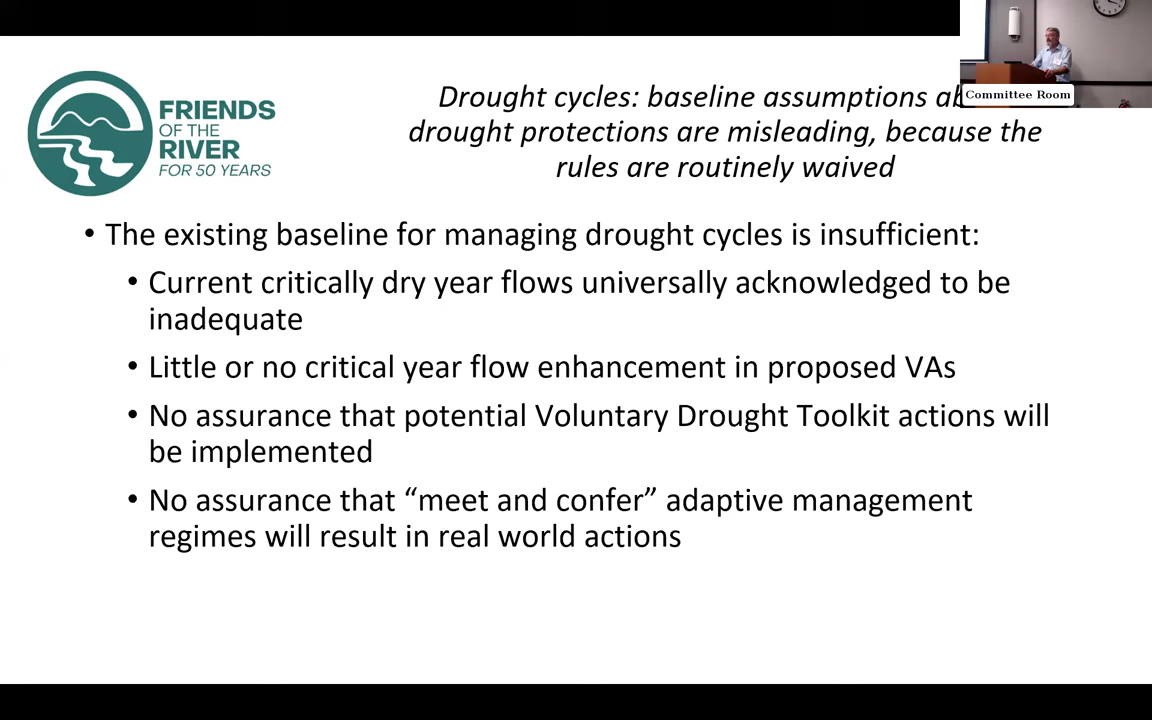 Committee Room
FRIENDS
OF THE
RIVER
FOR 50 YEARS
Drought cycles: baseline assumptions
drought protections are misleading, because the
rules are routinely waived
• The existing baseline for managing drought cycles is insufficient:
• Current critically dry year flows universally acknowledged to be
inadequate
• Little or no critical year flow enhancement in proposed VAs
• No assurance that potential Voluntary Drought Toolkit actions will
be implemented
• No assurance that “meet and confer” adaptive management
regimes will result in real world actions